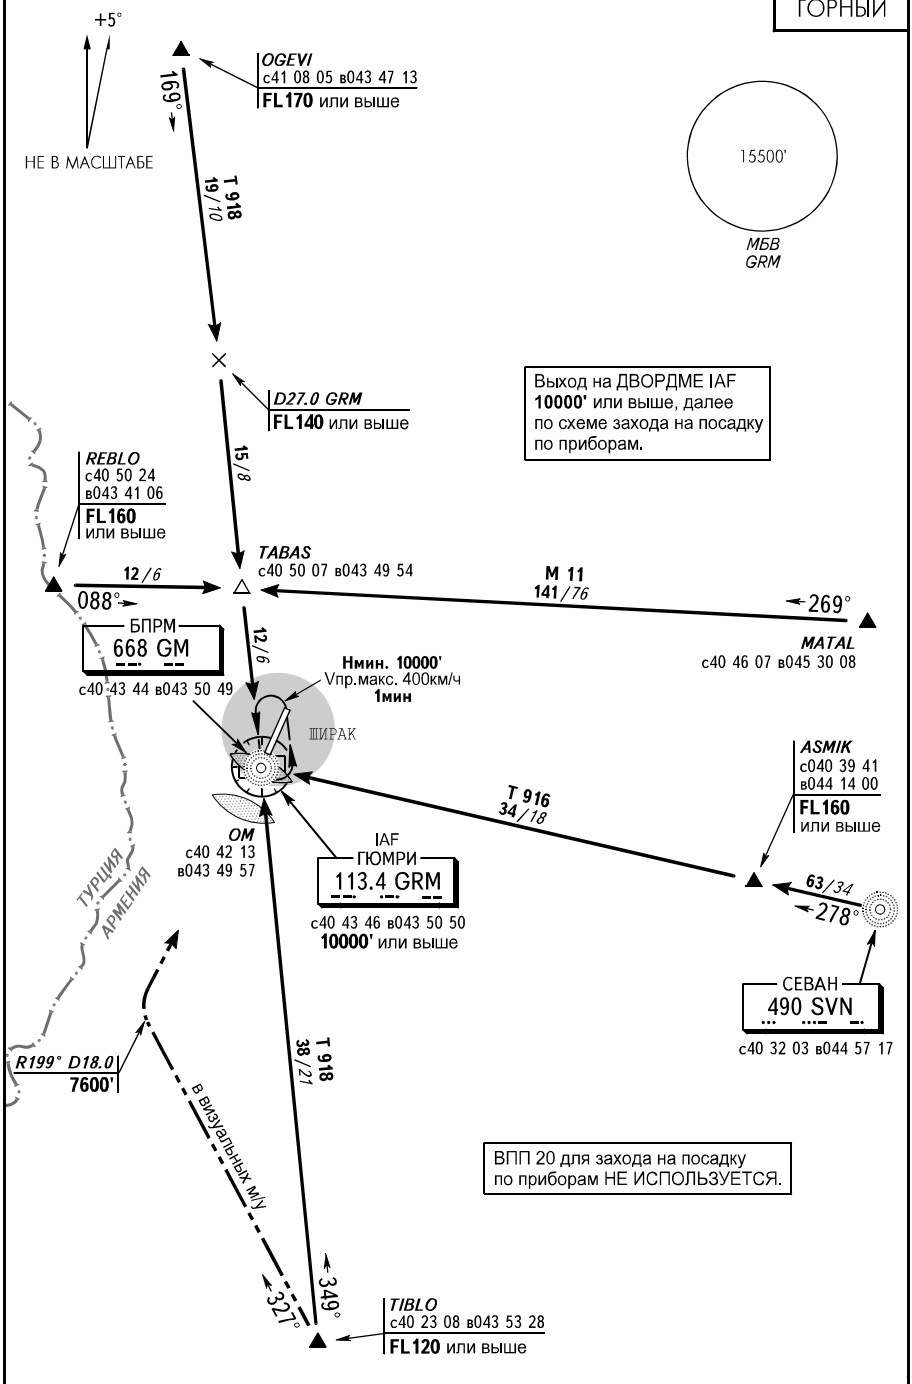 ГОРНЫЙ
+5°
НЕ В МАСШТАБЕ
OGEVI
с41 08 05 в043 47 13
FL170 или выше
169°
T 918
19/10
15500'
МБВ
GRM
D27.0 GRM
FL140 или выше
Выход на ДВОРДМЕ IAF
10000' или выше, далее
по схеме захода на посадку
по приборам.
15/8
REBLO
с40 50 24
в043 41 06
FL160
или выше
TABAS
с40 50 07 в043 49 54
12/6
088°
M 11
141/76
269°
MATAL
с40 46 07 в045 30 08
БПРМ
668 GM
с40 43 44 в043 50 49
12/6
Нмин. 10000'
Vпр.макс. 400км/ч
1мин
ШИРАК
ASMIK
с040 39 41
в044 14 00
FL160
или выше
T 916
34/18
OM
с40 42 13
в043 49 57
IAF
ГЮМРИ
113.4 GRM
с40 43 46 в043 50 50
10000' или выше
ТУРЦИЯ
АРМЕНИЯ
63/34
278°
СЕВАН
490 SVN
с40 32 03 в044 57 17
R199° D18.0
7600'
T 918
38/21
в визуальных м/у
ВПП 20 для захода на посадку
по приборам НЕ ИСПОЛЬЗУЕТСЯ.
327°
349°
TIBLO
с40 23 08 в043 53 28
FL120 или выше